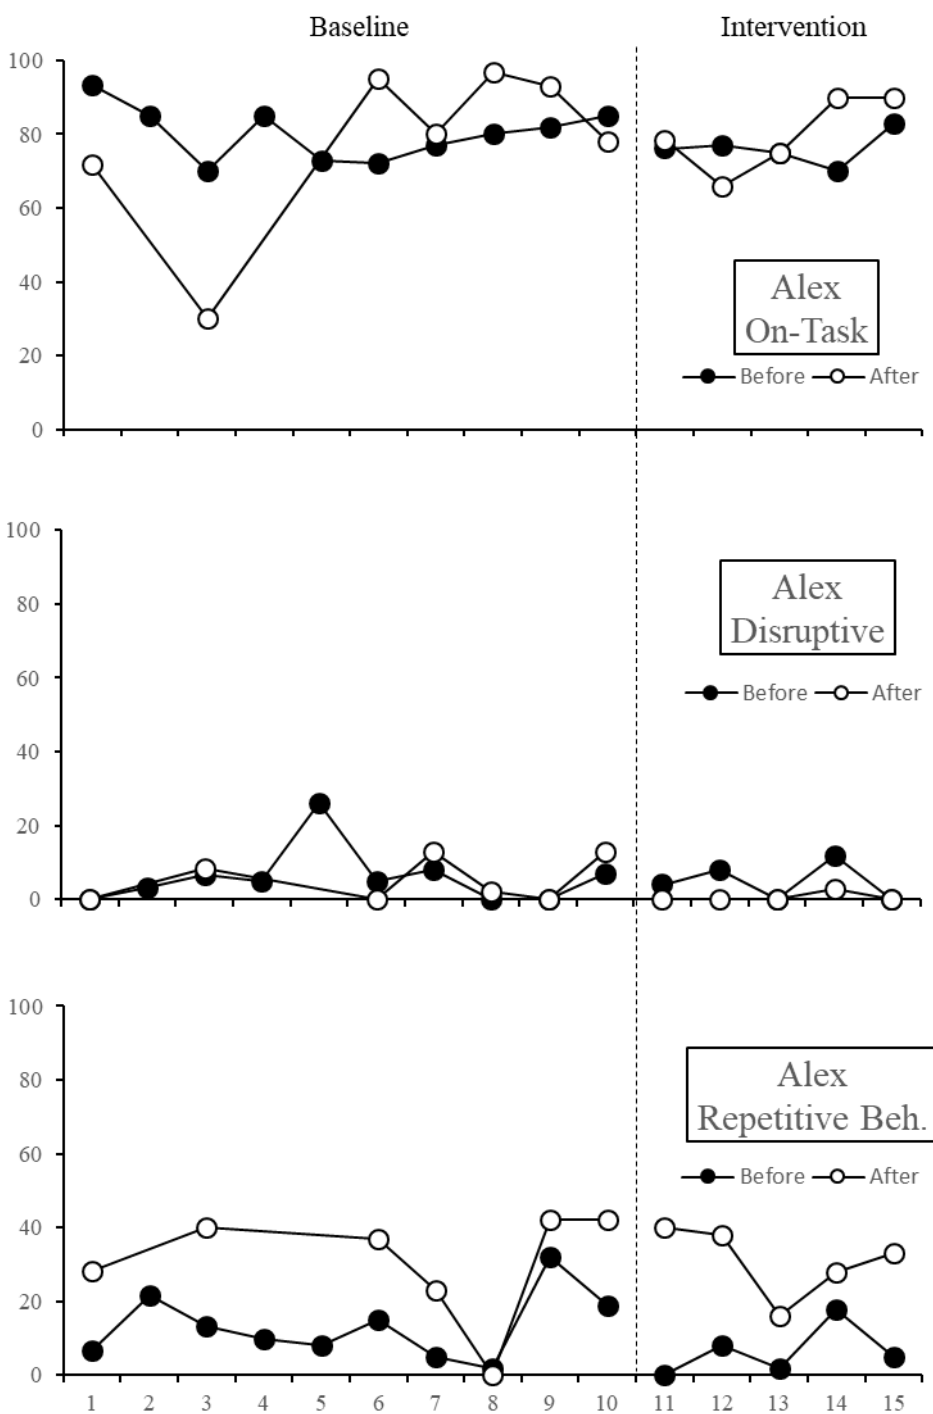 Baseline Intervention
100
80
60
40
20
0
Alex
On-Task
Before After
100
80
60
40
20
0
Alex
Disruptive
Before After
100
80
60
40
20
0
Alex
Repetitive Beh.
Before After
1 2 3 4 5 6 7 8 9 10 11 12 13 14 15